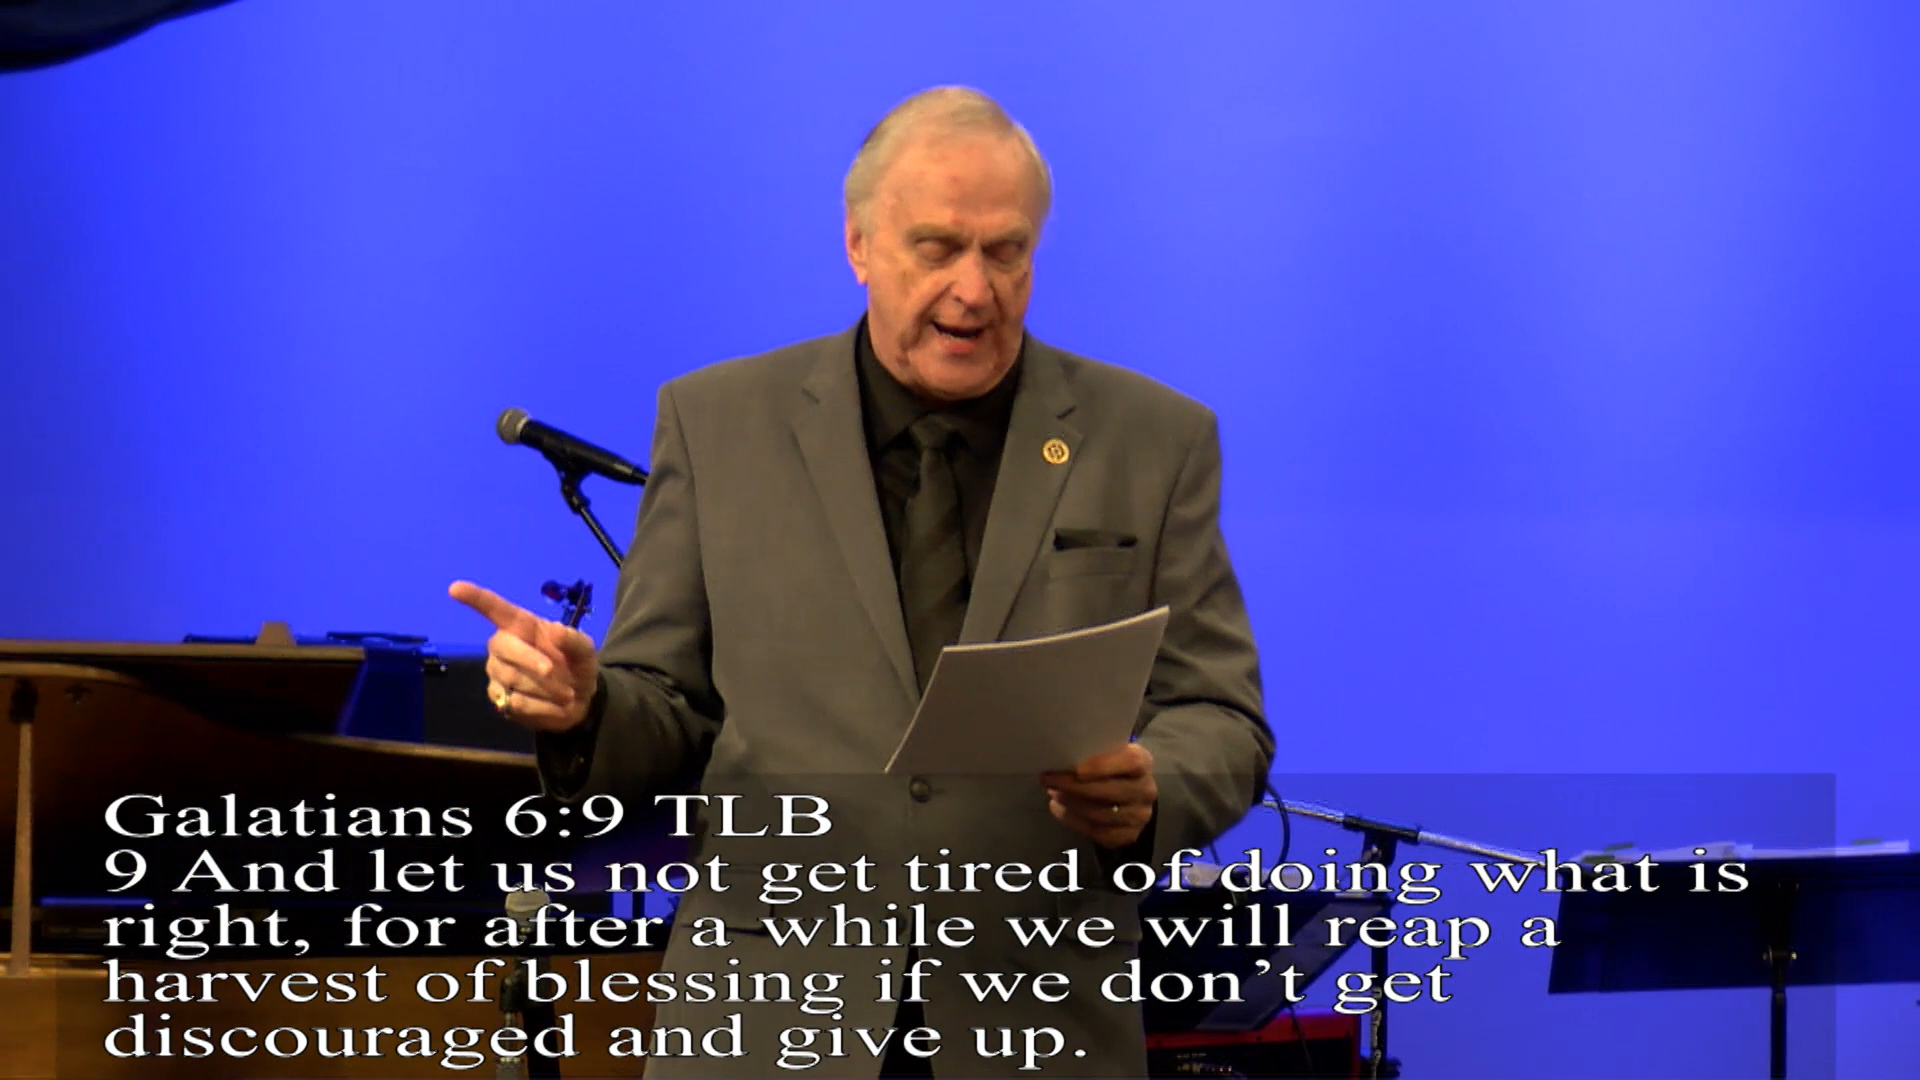 Galatians 6:9 TLB
9 And let us not get tired of doing what is
right, for after a while we will reap a
harvest of blessing if we don’t get
discouraged and give up.